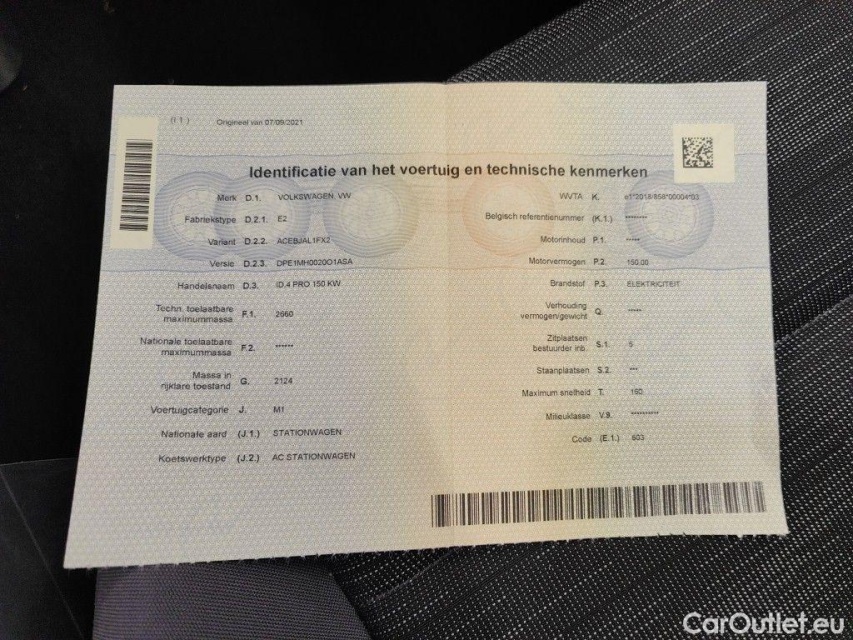 (I 1) Origineel van 07/09/2021
Identificatie van het voertuig en technische kenmerken
Merk D.1. VOLKSWAGEN, VW
Fabriekstype D.2.1. E2
Variant D.2.2. ACEBJAL1FX2
Versie D.2.3. DPE1MH0020O1ASA
Handelsnaam D.3. ID.4 PRO 150 KW
Techn. toelaatbare
maximummassa F.1. 2660
Nationale toelaatbare
maximummassa F.2. ******
Massa in
rijklare toestand G. 2124
Voertuigcategorie J. M1
Nationale aard (J.1.) STATIONWAGEN
Koetswerktype (J.2.) AC STATIONWAGEN
WVTA K. e1*2018/858*00004*03
Belgisch referentienummer (K.1.) ********
Motorinhoud P.1. *****
Motorvermogen P.2. 150.00
Brandstof P.3. ELEKTRICITEIT
Verhouding
vermogen/gewicht Q. *****
Zitplaatsen
bestuurder inb. S.1. 5
Staanplaatsen S.2. ***
Maximum snelheid T. 160
Milieuklasse V.9. **********
Code (E.1.) 603
CarOutlet.eu